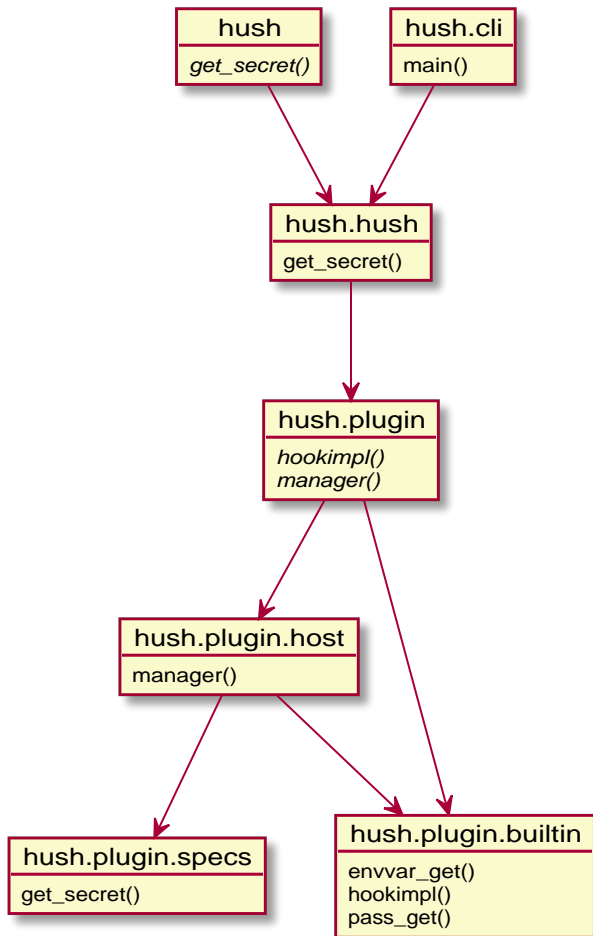 hush
get_secret()
hush.cli
main()
hush.hush
get_secret()
hush.plugin
hookimpl()
manager()
hush.plugin.host
manager()
hush.plugin.specs
get_secret()
hush.plugin.builtin
envvar_get()
hookimpl()
pass_get()